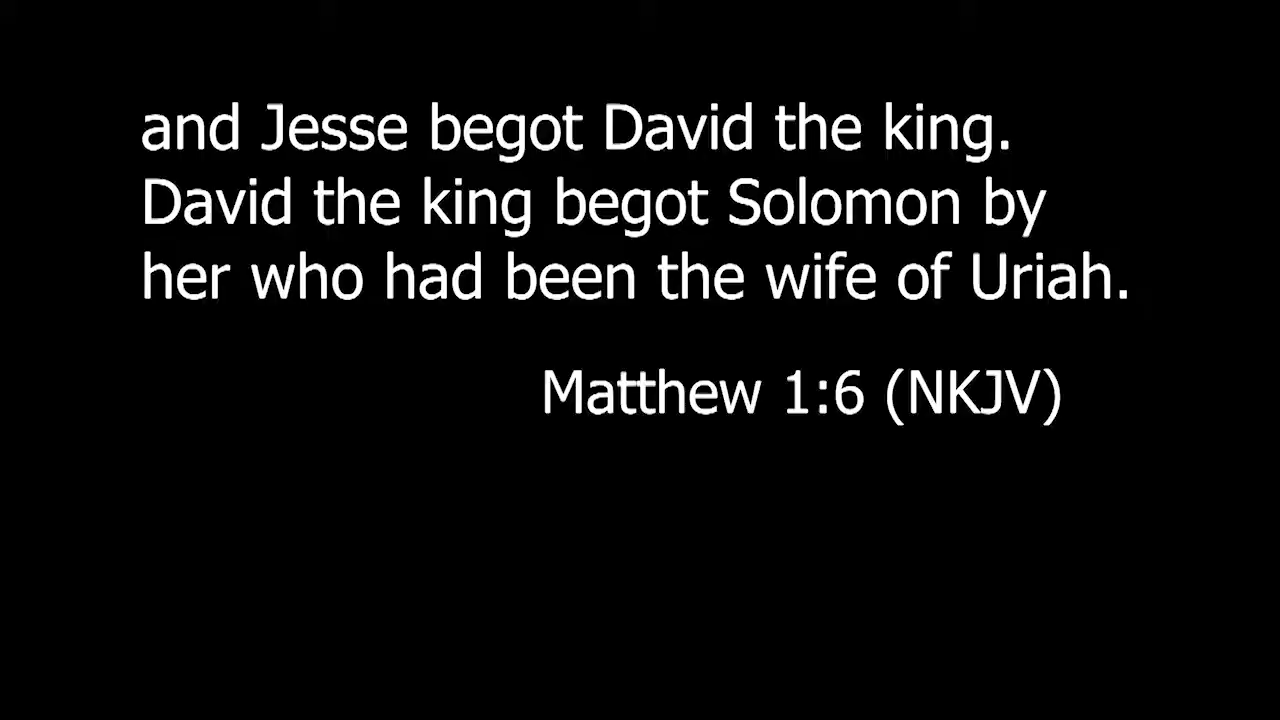 and Jesse begot David the king.
David the king begot Solomon by
her who had been the wife of Uriah.
Matthew 1:6 (NKJV)